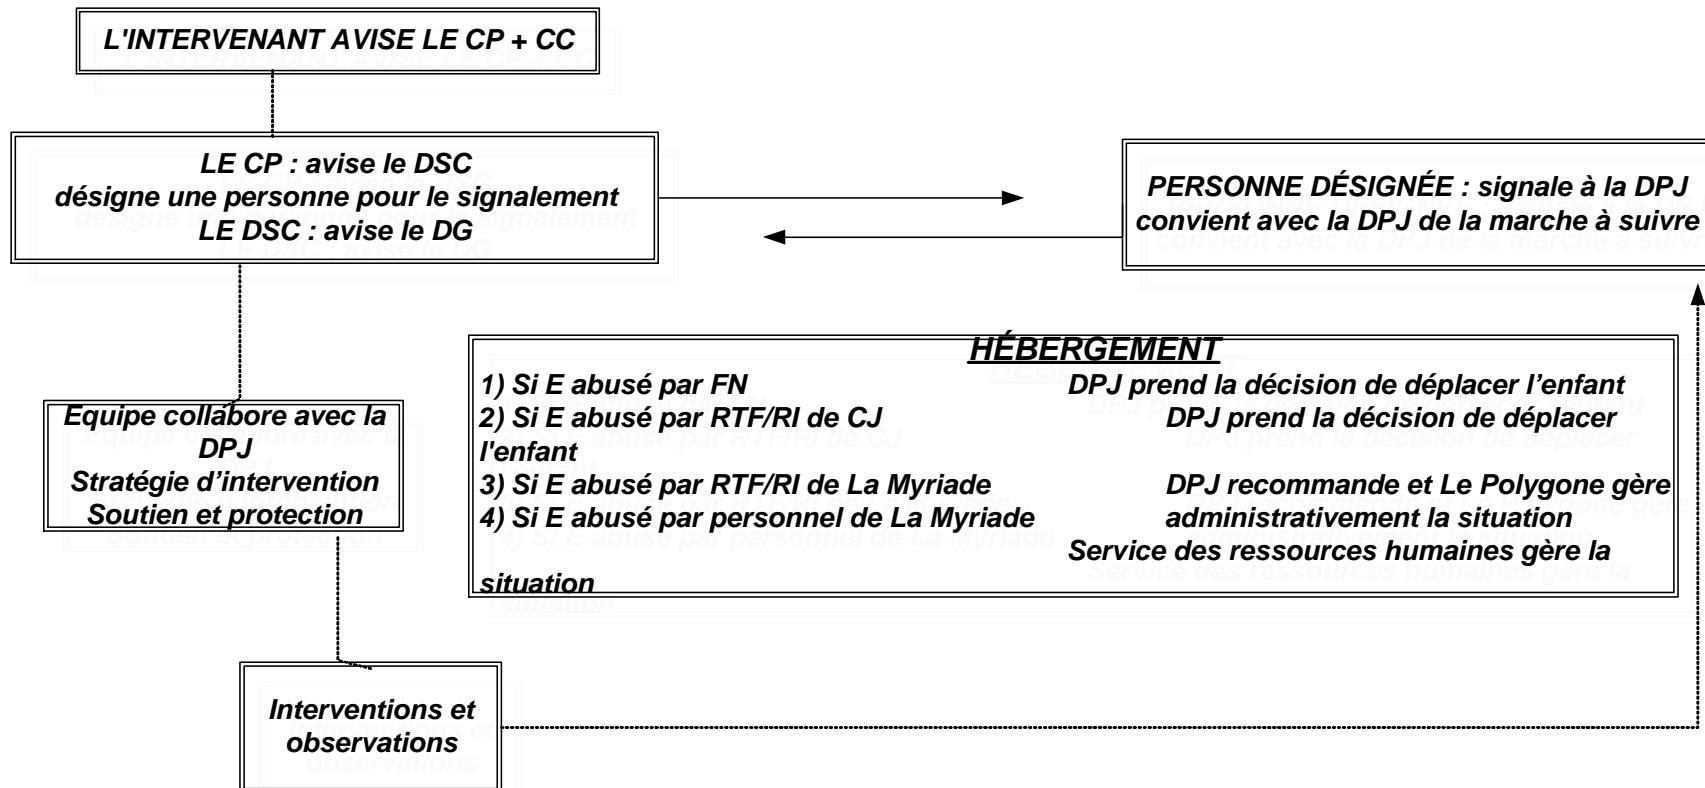 L'INTERVENANT AVISE LE CP + CC
LE CP : avise le DSC
désigne une personne pour le signalement
LE DSC : avise le DG
PERSONNE DÉSIGNÉE : signale à la DPJ
convient avec la DPJ de la marche à suivre
HÉBERGEMENT
1) Si E abusé par FN DPJ prend la décision de déplacer l’enfant
2) Si E abusé par RTF/RI de CJ DPJ prend la décision de déplacer
l'enfant
3) Si E abusé par RTF/RI de La Myriade DPJ recommande et Le Polygone gère
4) Si E abusé par personnel de La Myriade administrativement la situation
Service des ressources humaines gère la
situation
Equipe collabore avec la
DPJ
Stratégie d’intervention
Soutien et protection
Interventions et
observations